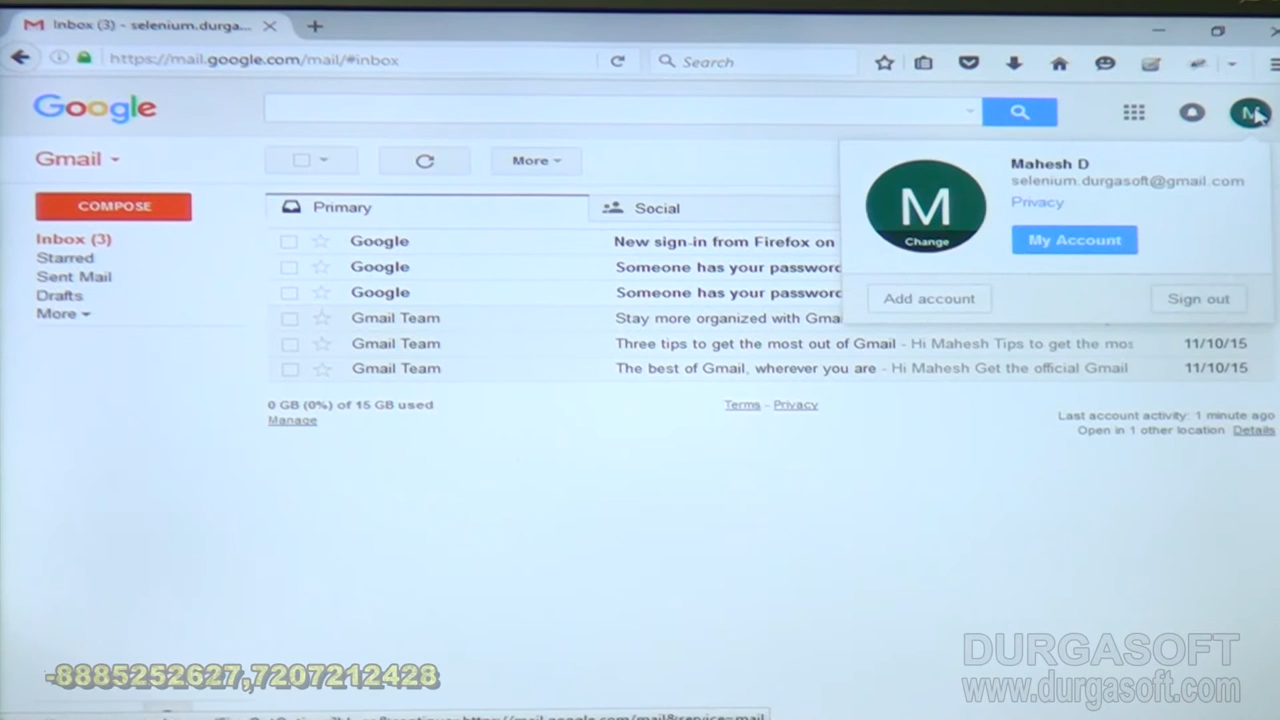 Inbox (3) - selenium.durga...
https://mail.google.com/mail/#inbox
Search
Google
M
Gmail
More
Mahesh D
selenium.durgasoft@gmail.com
Privacy
My Account
M
Change
Add account
Sign out
COMPOSE
Inbox (3)
Starred
Sent Mail
Drafts
More
Primary
Social
Google New sign-in from Firefox on
Google Someone has your password
Google Someone has your password
Gmail Team Stay more organized with Gmai
Gmail Team Three tips to get the most out of Gmail - Hi Mahesh Tips to get the mos 11/10/15
Gmail Team The best of Gmail, wherever you are - Hi Mahesh Get the official Gmail 11/10/15
0 GB (0%) of 15 GB used
Manage
Terms - Privacy
Last account activity: 1 minute ago
Open in 1 other location Details
-8885252627,7207212428
DURGASOFT
www.durgasoft.com